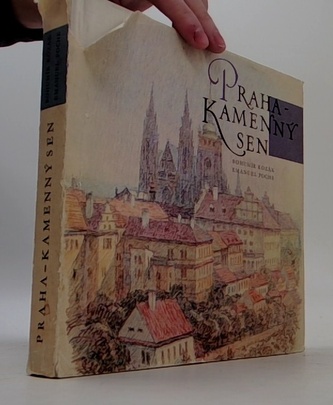 PRAHA-
KAMENNÝ
SEN
EMANUEL POCHE
PRAHA-KAMENNÝ SEN